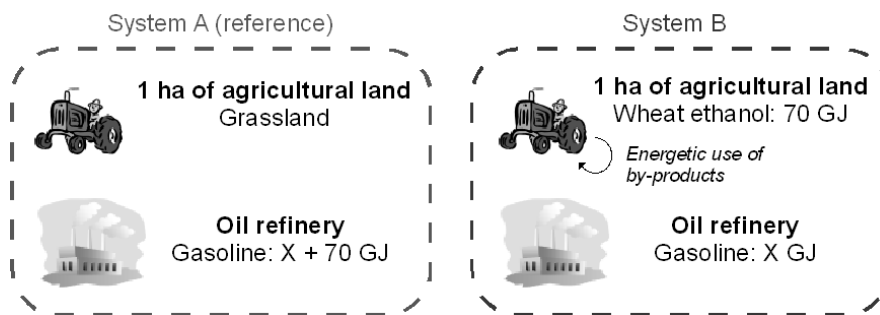 System A (reference)
1 ha of agricultural land
Grassland
Oil refinery
Gasoline: X + 70 GJ
System B
1 ha of agricultural land
Wheat ethanol: 70 GJ
Energetic use of
by-products
Oil refinery
Gasoline: X GJ